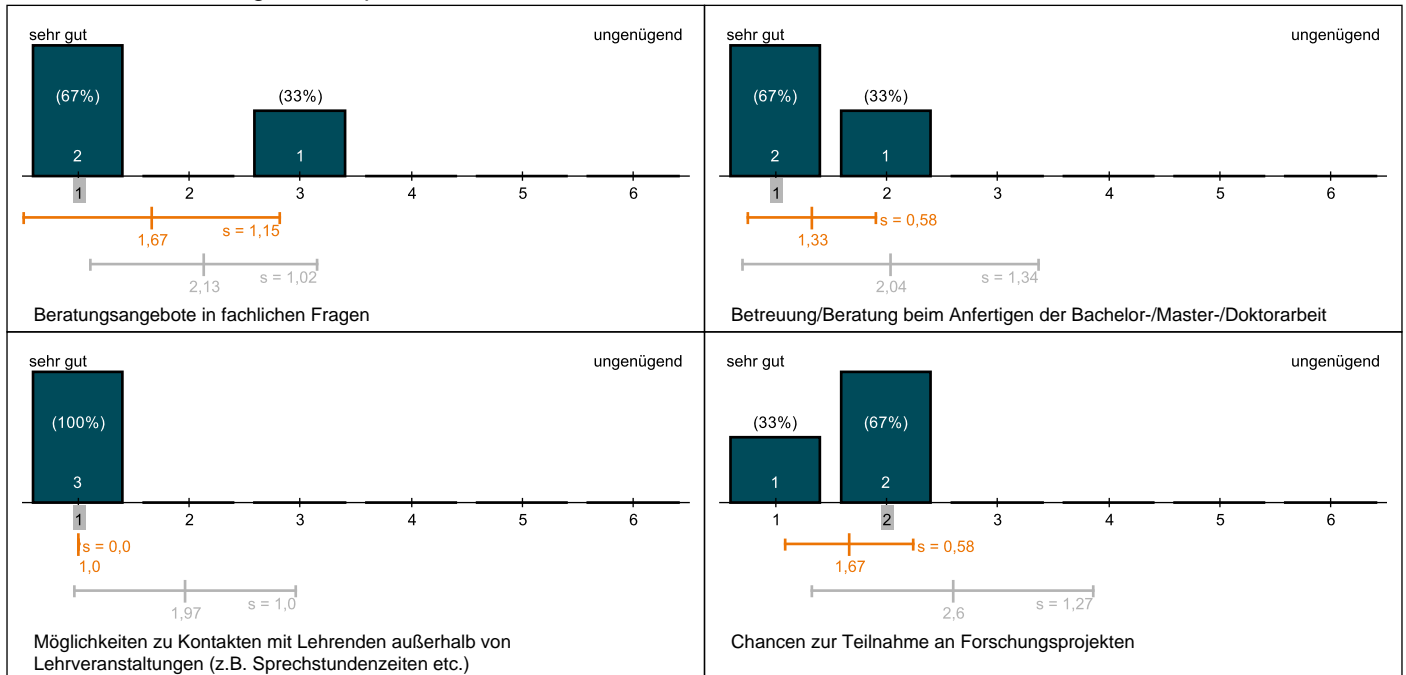 sehr gut
ungenügend
(67%)
(33%)
2
1
1
2
3
4
5
6
s = 1,15
1,67
s = 1,02
2,13
Beratungsangebote in fachlichen Fragen
sehr gut
ungenügend
(67%)
(33%)
2
1
1
2
3
4
5
6
s = 0,58
1,33
s = 1,34
2,04
Betreuung/Beratung beim Anfertigen der Bachelor-/Master-/Doktorarbeit
sehr gut
ungenügend
(100%)
3
1
2
3
4
5
6
s = 0,0
1,0
s = 1,0
1,97
Möglichkeiten zu Kontakten mit Lehrenden außerhalb von
Lehrveranstaltungen (z.B. Sprechstundenzeiten etc.)
sehr gut
ungenügend
(33%)
(67%)
1
2
1
2
3
4
5
6
s = 0,58
1,67
s = 1,27
2,6
Chancen zur Teilnahme an Forschungsprojekten